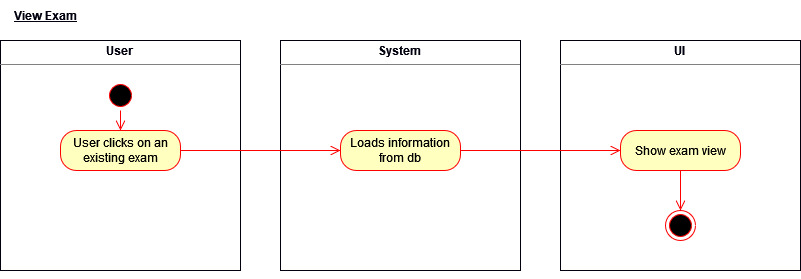 View Exam
User
System
UI
User clicks on an
existing exam
Loads information
from db
Show exam view